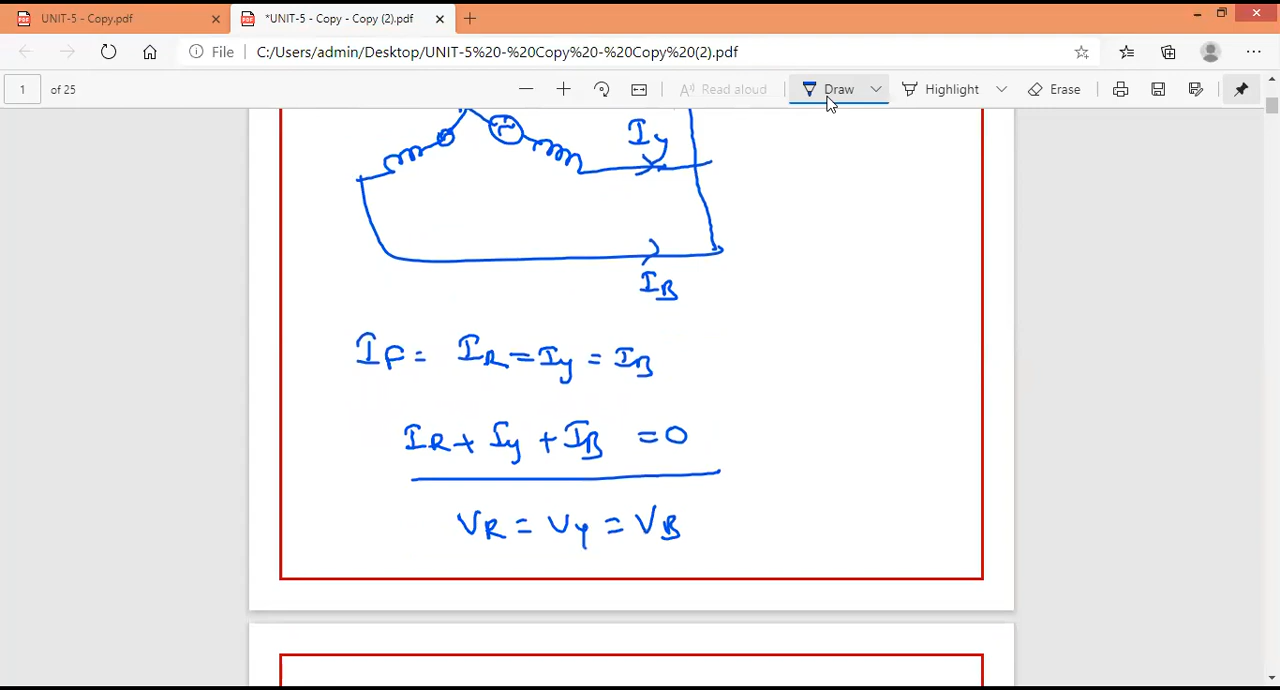 UNIT-5 - Copy.pdf
*UNIT-5 - Copy - Copy (2).pdf
File
C:/Users/admin/Desktop/UNIT-5%20-%20Copy%20-%20Copy%20(2).pdf
1 of 25
Read aloud
Draw
Highlight
Erase
Iy
IB
IF = IR = Iy = IB
IR + Iy + IB = 0
VR = Vy = VB